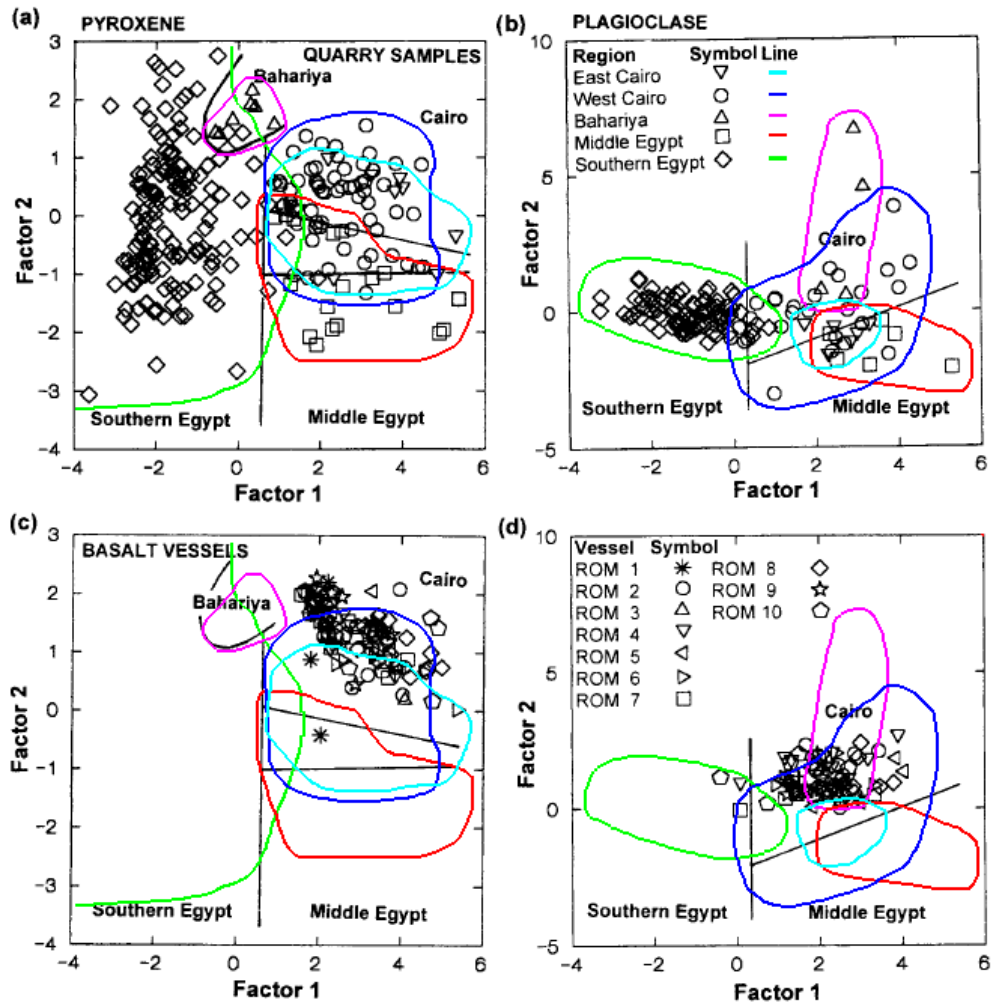 (a)
PYROXENE
QUARRY SAMPLES
Bahariya
Cairo
Southern Egypt
Middle Egypt
Factor 2
3
2
1
0
-1
-2
-3
-4
-4
-2
0
2
4
6
Factor 1
(b)
PLAGIOCLASE
Region Symbol Line
East Cairo
West Cairo
Bahariya
Middle Egypt
Southern Egypt
Cairo
Southern Egypt
Middle Egypt
Factor 2
10
5
0
-5
-4
-2
0
2
4
6
Factor 1
(c)
BASALT VESSELS
Bahariya
Cairo
Southern Egypt
Middle Egypt
Factor 2
3
2
1
0
-1
-2
-3
-4
-4
-2
0
2
4
6
Factor 1
(d)
Vessel Symbol
ROM 1
ROM 2
ROM 3
ROM 4
ROM 5
ROM 6
ROM 7
ROM 8
ROM 9
ROM 10
Cairo
Southern Egypt
Middle Egypt
Factor 2
10
5
0
-5
-4
-2
0
2
4
6
Factor 1